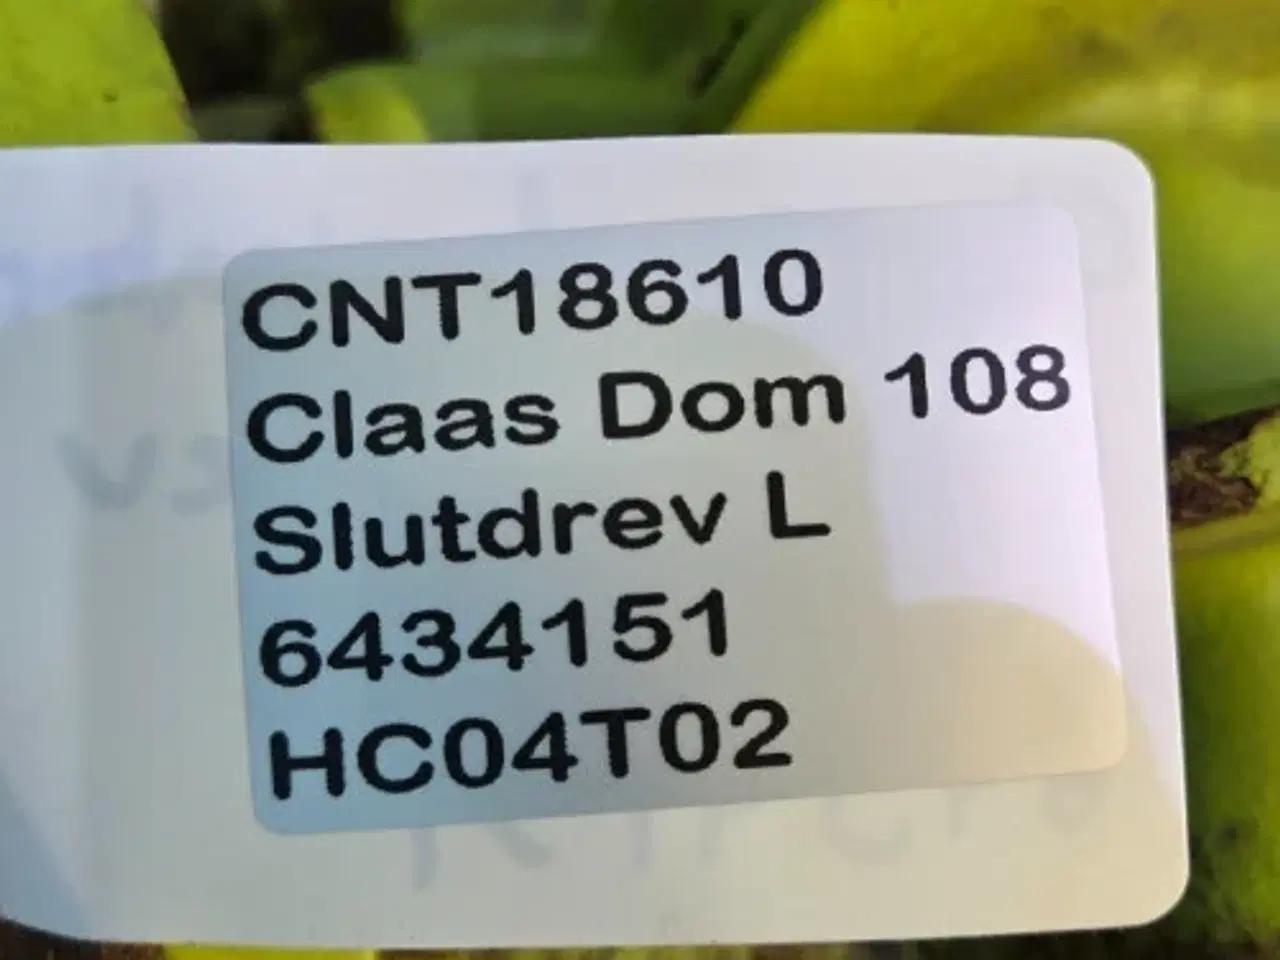 CNT18610
Claas Dom 108
Slutdrev L
6434151
HC04T02